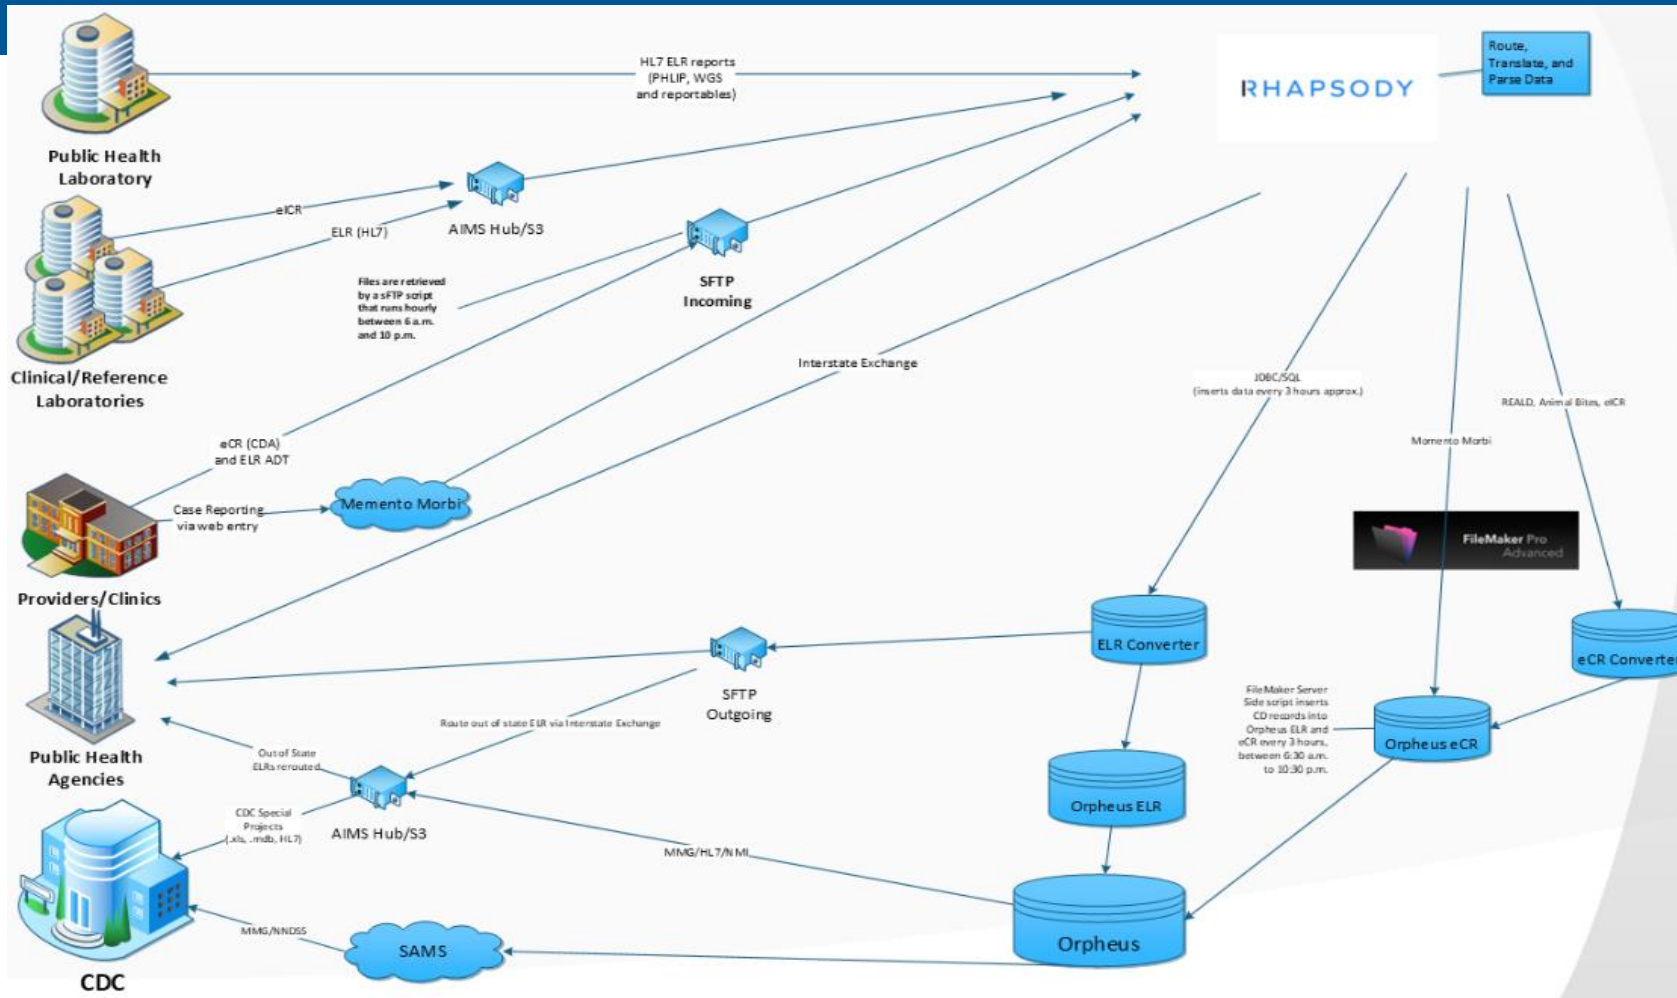 HL7 ELR reports
(PHLIP, WGS
and reportables)
RHAPSODY
Route,
Translate, and
Parse Data
Public Health
Laboratory
eICR
ELR (HL7)
AIMS Hub/S3
SFTP
Incoming
Files are retrieved
by a sFTP script
that runs hourly
between 6 a.m.
and 10 p.m.
Clinical/Reference
Laboratories
Interstate Exchange
JDBC/SQL
(inserts data every 3 hours approx.)
REALD, Animal Bites, eICR
Momento Morbi
eCR (CDA)
and ELR ADT
Case Reporting
via web entry
Memento Morbi
FileMaker Pro
Advanced
Providers/Clinics
ELR Converter
eCR Converter
SFTP
Outgoing
FileMaker Server
Side script inserts
CD records into
Orpheus ELR and
eCR every 3 hours,
between 6:30 a.m.
to 10:30 p.m.
Orpheus eCR
Route out of state ELR via Interstate Exchange
Public Health
Agencies
Out of State
ELRs rerouted
Orpheus ELR
CDC Special
Projects
(.xls, .mdb, HL7)
AIMS Hub/S3
MMG/HL7/NMI
MMG/NNDSS
SAMS
Orpheus
CDC